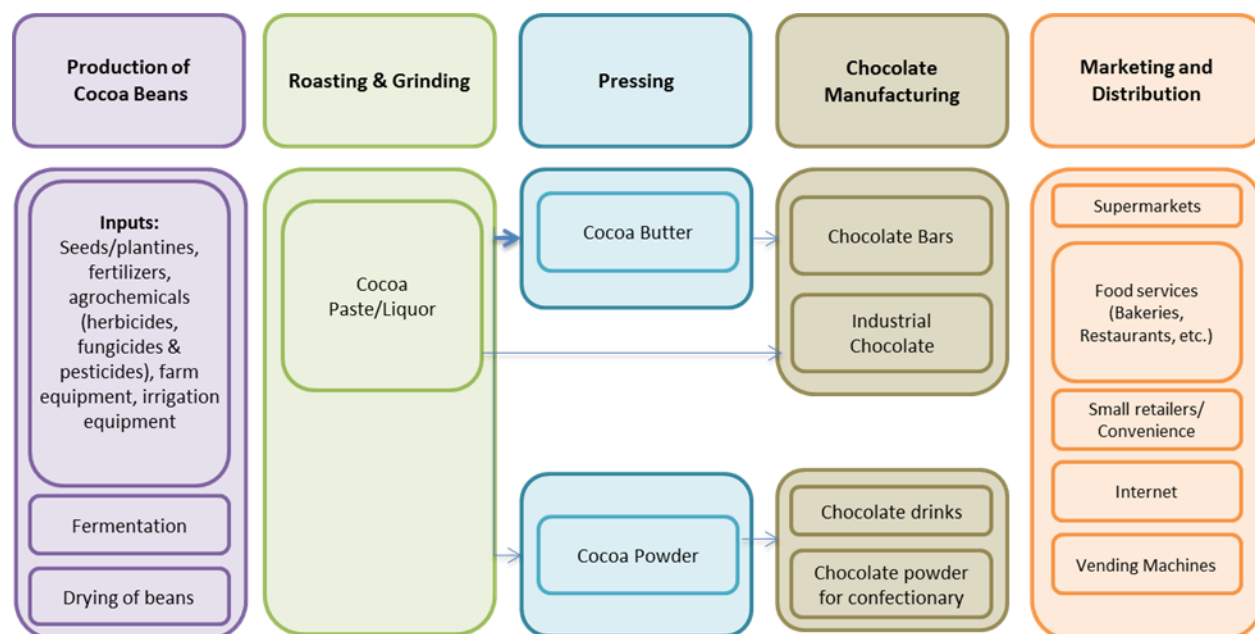 Production of
Cocoa Beans
Roasting & Grinding
Pressing
Chocolate
Manufacturing
Marketing and
Distribution
Inputs:
Seeds/plantines,
fertilizers,
agrochemicals
(herbicides,
fungicides &
pesticides), farm
equipment, irrigation
equipment
Fermentation
Drying of beans
Cocoa
Paste/Liquor
Cocoa Butter
Cocoa Powder
Chocolate Bars
Industrial
Chocolate
Chocolate drinks
Chocolate powder
for confectionary
Supermarkets
Food services
(Bakeries,
Restaurants, etc.)
Small retailers/
Convenience
Internet
Vending Machines